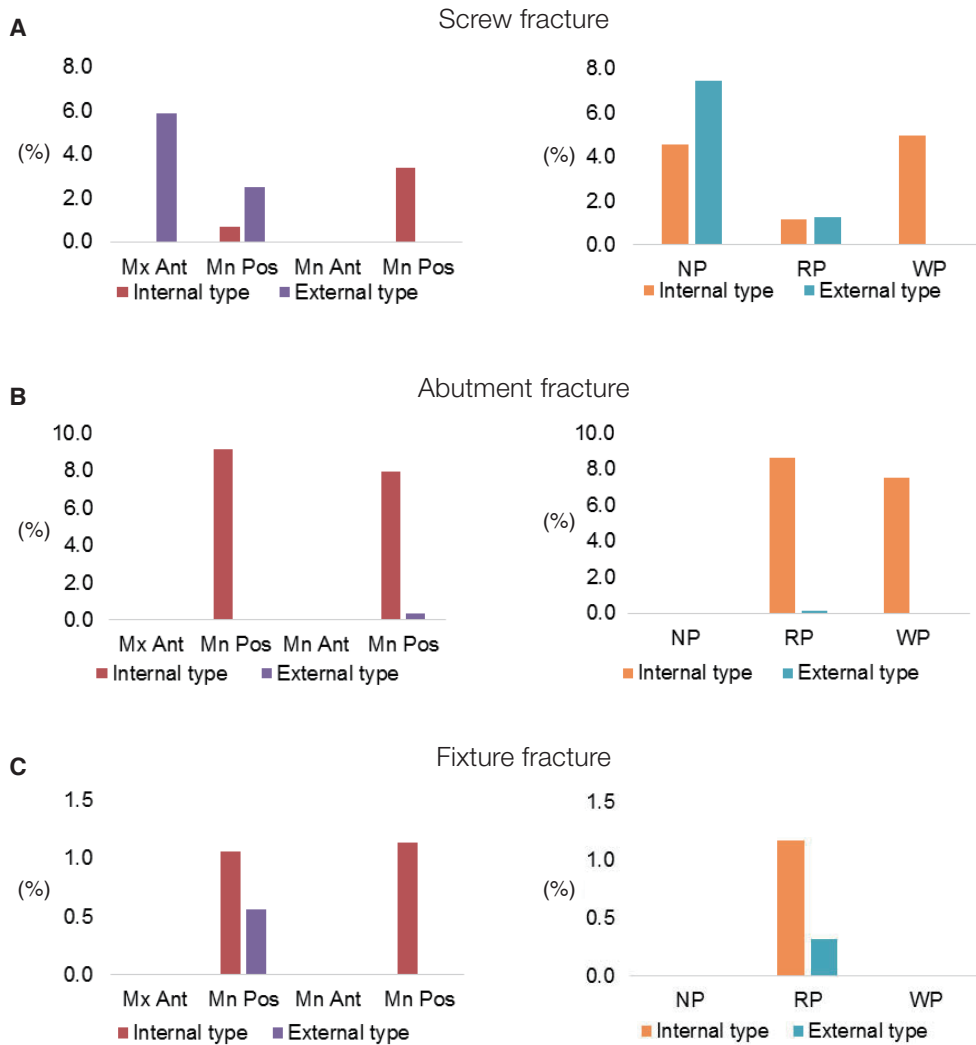 A
Screw fracture
8.0
6.0
(%)
4.0
2.0
0.0
Mx Ant Mn Pos Mn Ant Mn Pos
Internal type External type
8.0
6.0
(%)
4.0
2.0
0.0
NP RP WP
Internal type External type
B
Abutment fracture
10.0
8.0
6.0
(%)
4.0
2.0
0.0
Mx Ant Mn Pos Mn Ant Mn Pos
Internal type External type
10.0
8.0
6.0
(%)
4.0
2.0
0.0
NP RP WP
Internal type External type
C
Fixture fracture
1.5
1.0
(%)
0.5
0.0
Mx Ant Mn Pos Mn Ant Mn Pos
Internal type External type
1.5
1.0
(%)
0.5
0.0
NP RP WP
Internal type External type